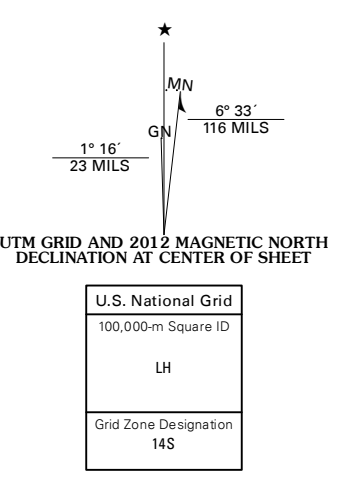 ★
MN
6° 33´
116 MILS
GN
1° 16´
23 MILS
UTM GRID AND 2012 MAGNETIC NORTH
DECLINATION AT CENTER OF SHEET
U.S. National Grid
100,000-m Square ID
LH
Grid Zone Designation
14S